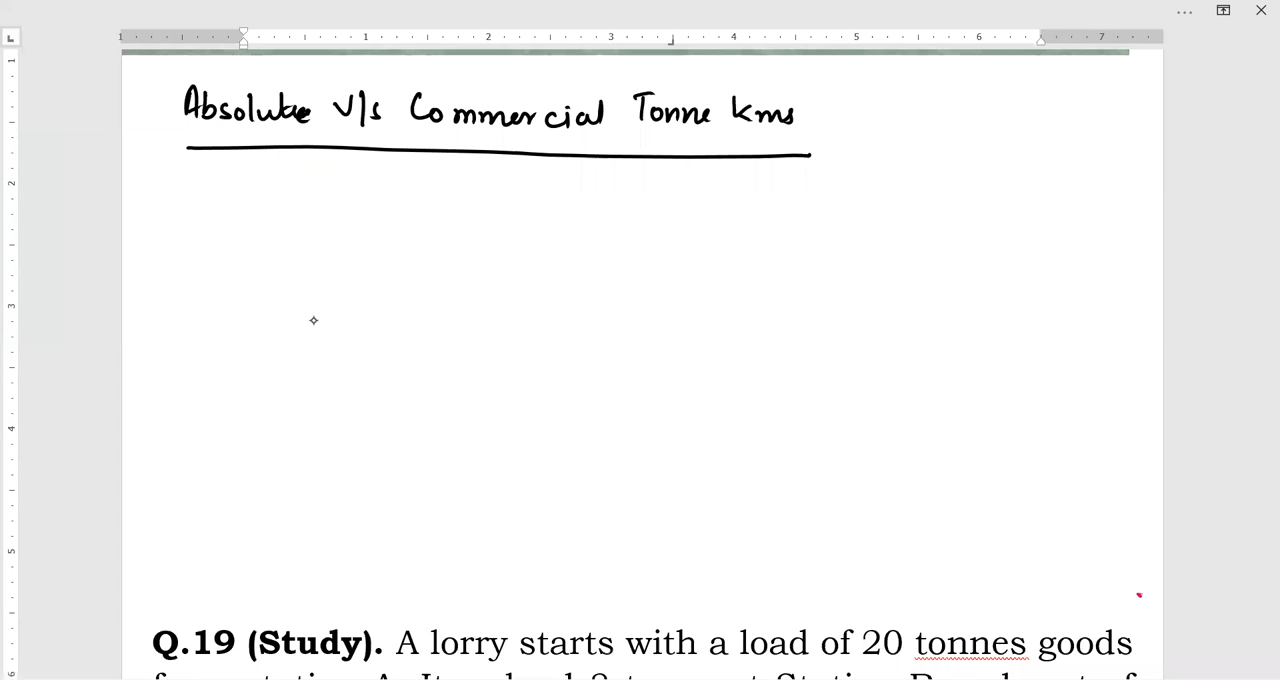 Absolute V/s Commercial Tonne Kms
Q.19 (Study). A lorry starts with a load of 20 tonnes goods